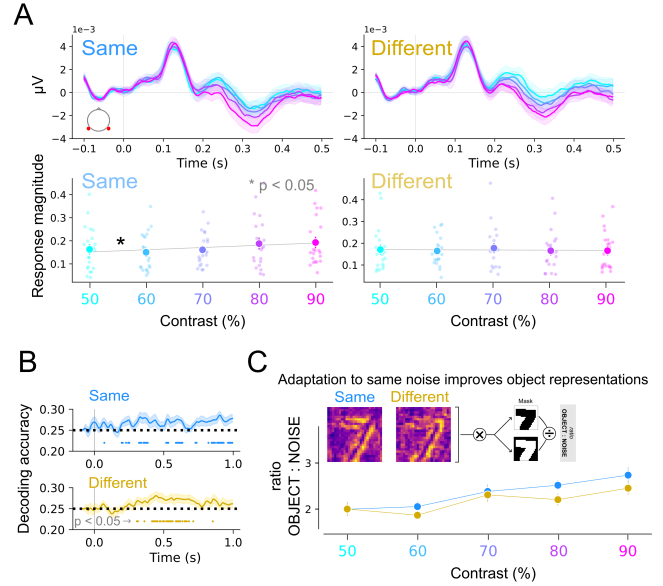 A
1e−3
Same
μV
4
2
0
−2
−4
−0.1
0.0
0.1
0.2
0.3
0.4
0.5
Time (s)
1e−3
Different
4
2
0
−2
−4
−0.1
0.0
0.1
0.2
0.3
0.4
0.5
Time (s)
Same
* p < 0.05
Response magnitude
0.4
0.3
0.2
0.1
*
50
60
70
80
90
Contrast (%)
Different
0.4
0.3
0.2
0.1
50
60
70
80
90
Contrast (%)
B
Same
Decoding accuracy
0.30
0.25
0.20
0.0
0.5
1.0
Different
0.30
0.25
0.20
p < 0.05→
0.0
0.5
1.0
Time (s)
C
Adaptation to same noise improves object representations
Same
Different
Mask
ratio
OBJECT : NOISE
ratio
OBJECT : NOISE
3
2
50
60
70
80
90
Contrast (%)